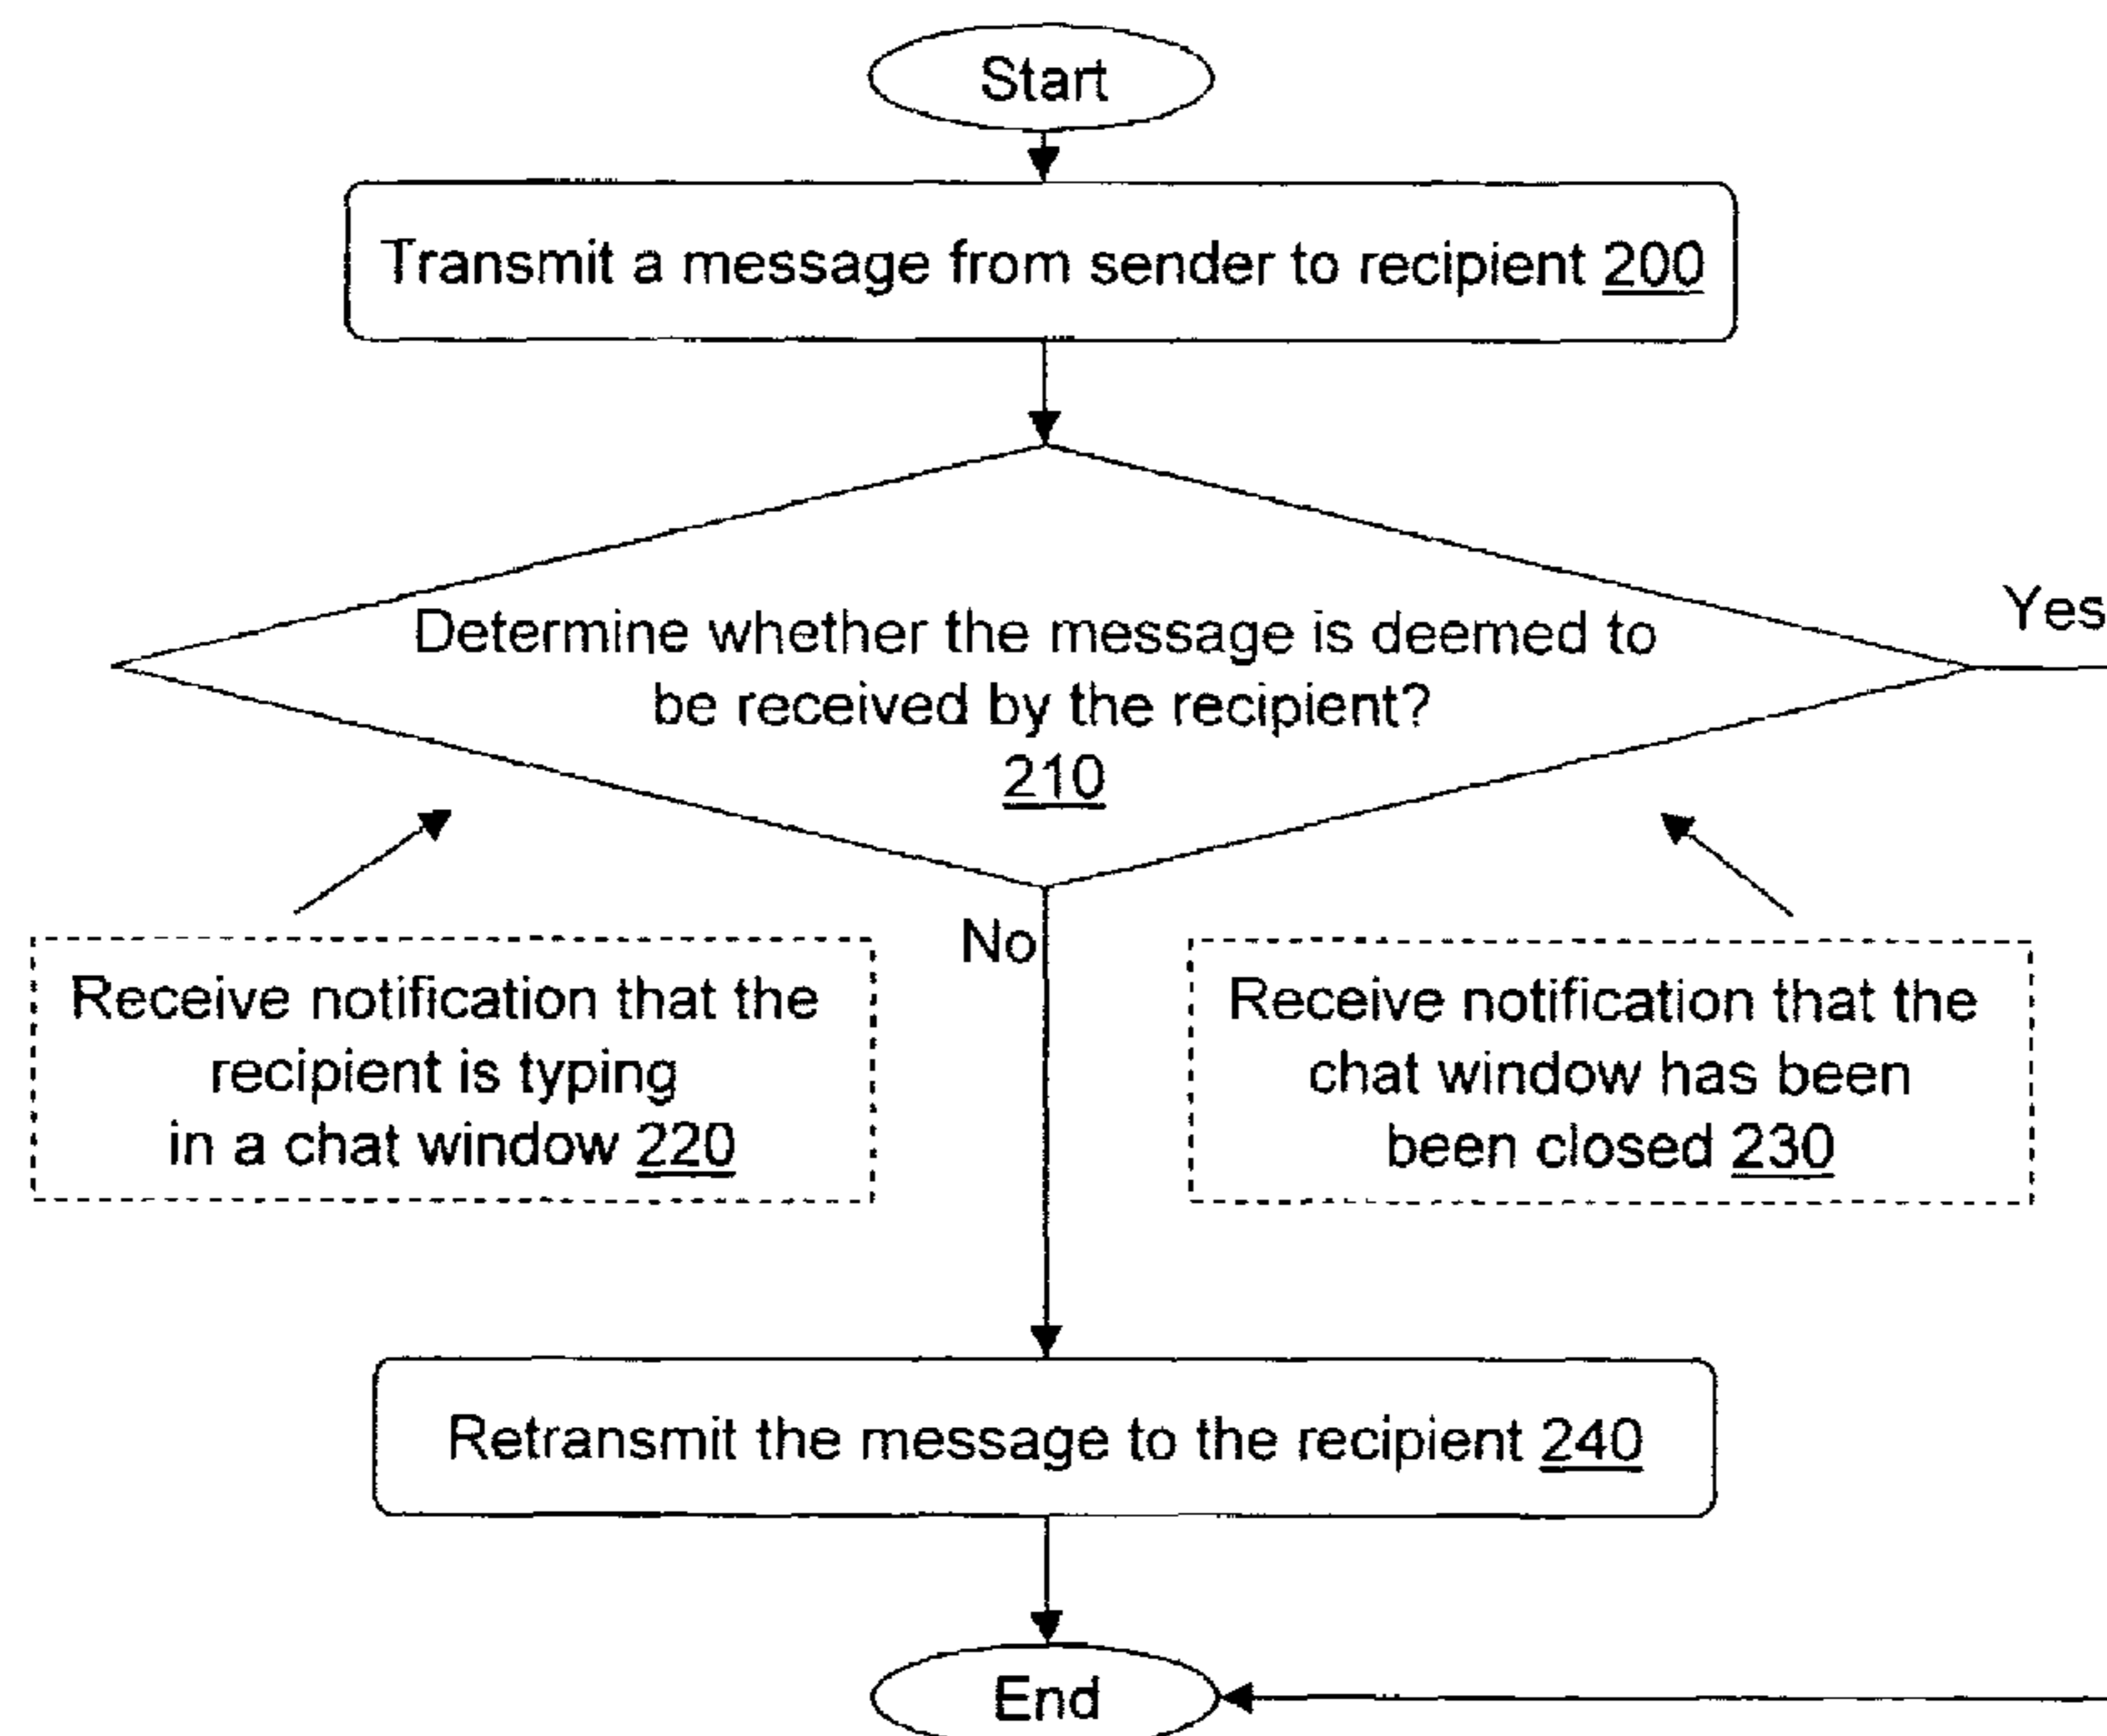 Start
Transmit a message from sender to recipient 200
Determine whether the message is deemed to
be received by the recipient?
210
Yes
No
Receive notification that the
recipient is typing
in a chat window 220
Receive notification that the
chat window has been
been closed 230
Retransmit the message to the recipient 240
End